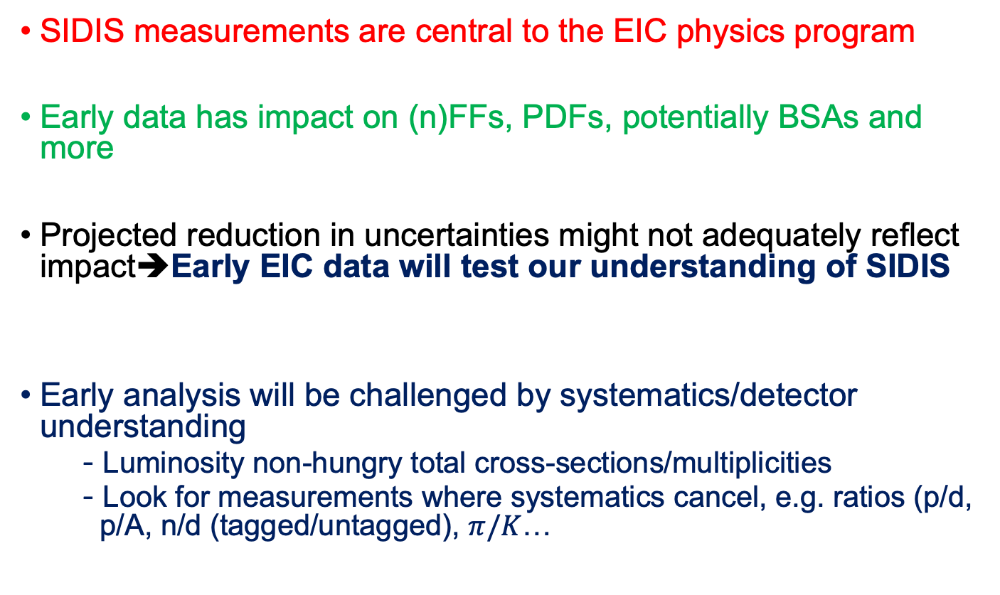 • SIDIS measurements are central to the EIC physics program
• Early data has impact on (n)FFs, PDFs, potentially BSAs and
more
• Projected reduction in uncertainties might not adequately reflect
impact➔Early EIC data will test our understanding of SIDIS
• Early analysis will be challenged by systematics/detector
understanding
- Luminosity non-hungry total cross-sections/multiplicities
- Look for measurements where systematics cancel, e.g. ratios (p/d,
p/A, n/d (tagged/untagged), 𝜋/𝐾…